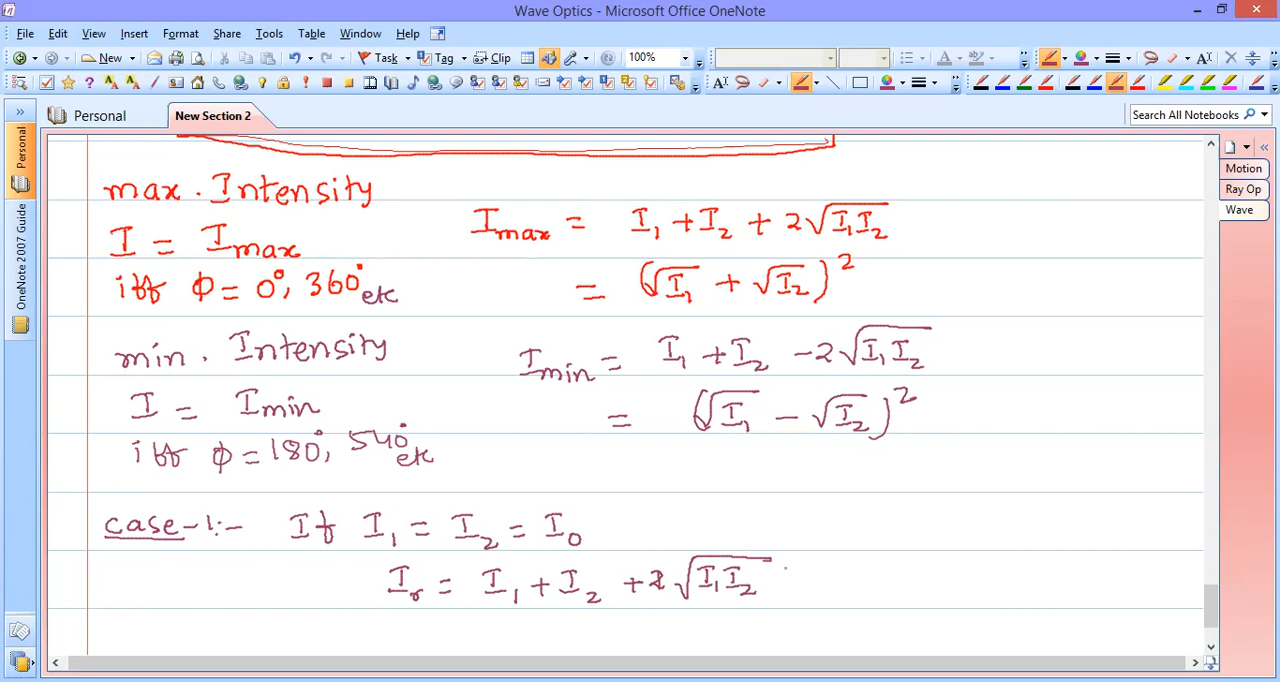 Wave Optics - Microsoft Office OneNote
File Edit View Insert Format Share Tools Table Window Help
New Task Tag Clip 100%
Personal New Section 2 Search All Notebooks
Personal
OneNote 2007 Guide
Motion
Ray Op
Wave
max. Intensity
I = Imax
iff φ = 0°, 360° etc
Imax = I₁ + I₂ + 2√I₁I₂
= (√I₁ + √I₂)²
min. Intensity
I = Imin
iff φ = 180°, 540° etc
Imin = I₁ + I₂ - 2√I₁I₂
= (√I₁ - √I₂)²
case-1:- If I₁ = I₂ = I₀
Iᵣ = I₁ + I₂ + 2√I₁I₂